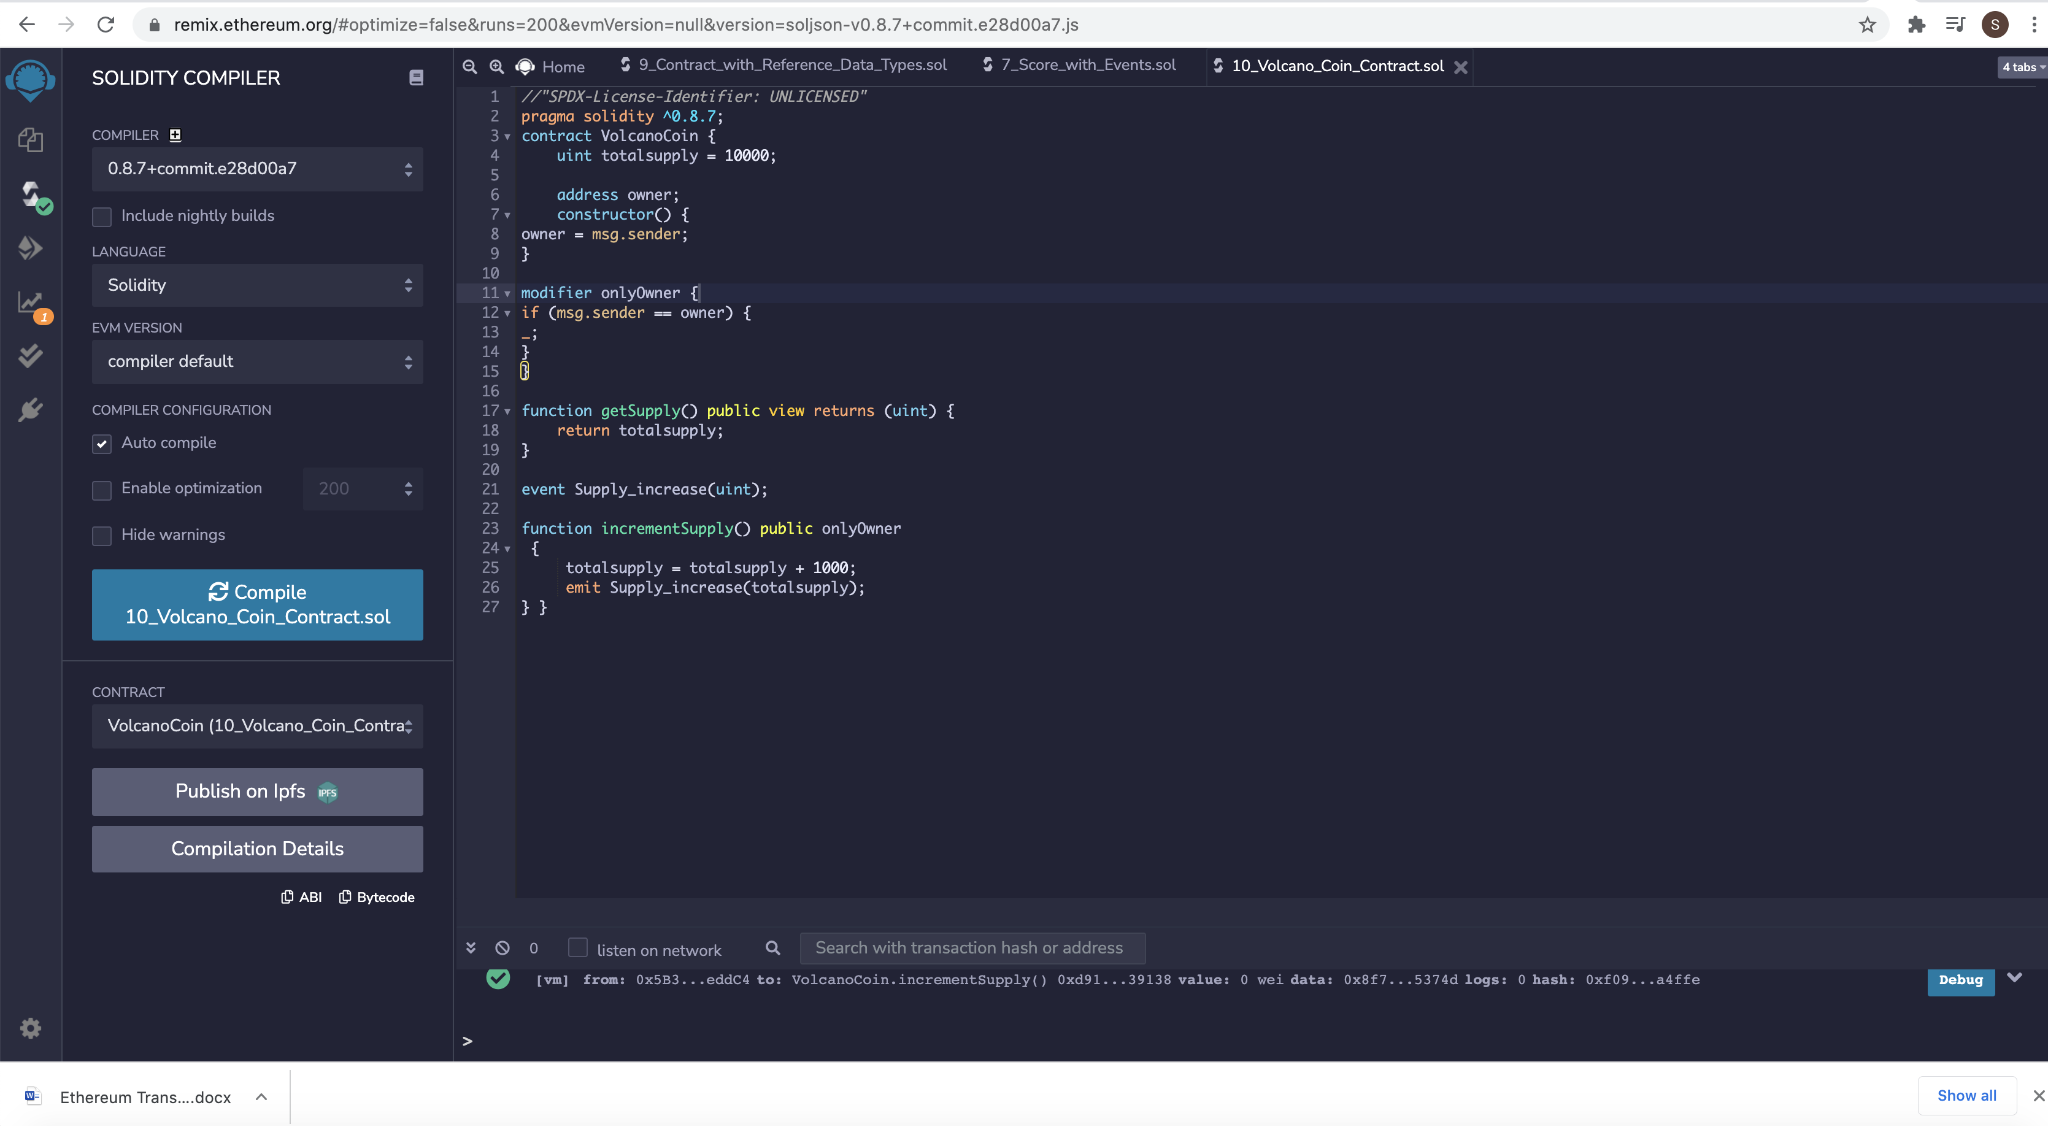 remix.ethereum.org/#optimize=false&runs=200&evmVersion=null&version=soljson-v0.8.7+commit.e28d00a7.js
S
SOLIDITY COMPILER
COMPILER
0.8.7+commit.e28d00a7
Include nightly builds
LANGUAGE
Solidity
EVM VERSION
compiler default
COMPILER CONFIGURATION
Auto compile
Enable optimization
200
Hide warnings
Compile
10_Volcano_Coin_Contract.sol
CONTRACT
VolcanoCoin (10_Volcano_Coin_Contra
Publish on Ipfs
IPFS
Compilation Details
ABI
Bytecode
1
Home
9_Contract_with_Reference_Data_Types.sol
7_Score_with_Events.sol
10_Volcano_Coin_Contract.sol
4 tabs
1 //"SPDX-License-Identifier: UNLICENSED"
2 pragma solidity ^0.8.7;
3 contract VolcanoCoin {
4 uint totalsupply = 10000;
5
6 address owner;
7 constructor() {
8 owner = msg.sender;
9 }
10
11 modifier onlyOwner {
12 if (msg.sender == owner) {
13 _;
14 }
15 }
16
17 function getSupply() public view returns (uint) {
18 return totalsupply;
19 }
20
21 event Supply_increase(uint);
22
23 function incrementSupply() public onlyOwner
24 {
25 totalsupply = totalsupply + 1000;
26 emit Supply_increase(totalsupply);
27 } }
0
listen on network
Search with transaction hash or address
[vm] from: 0x5B3...eddC4 to: VolcanoCoin.incrementSupply() 0xd91...39138 value: 0 wei data: 0x8f7...5374d logs: 0 hash: 0xf09...a4ffe
Debug
>
Ethereum Trans....docx
Show all